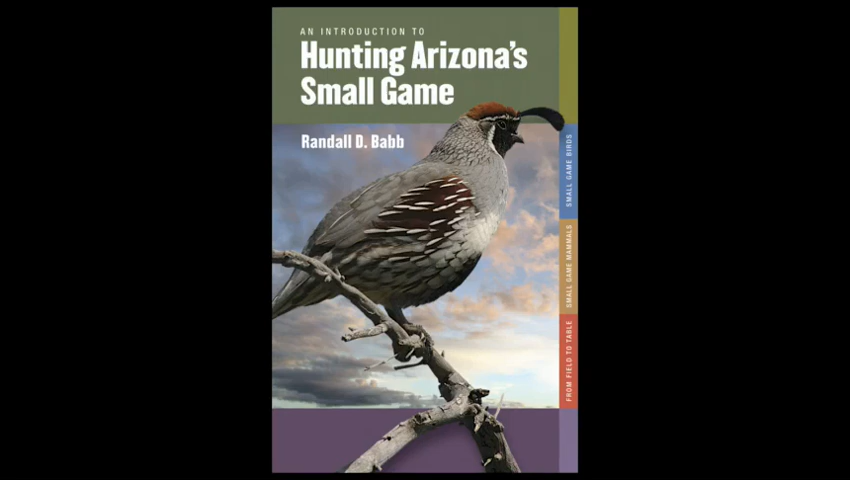 AN INTRODUCTION TO
Hunting Arizona's
Small Game
Randall D. Babb
SMALL GAME BIRDS
SMALL GAME MAMMALS
FROM FIELD TO TABLE